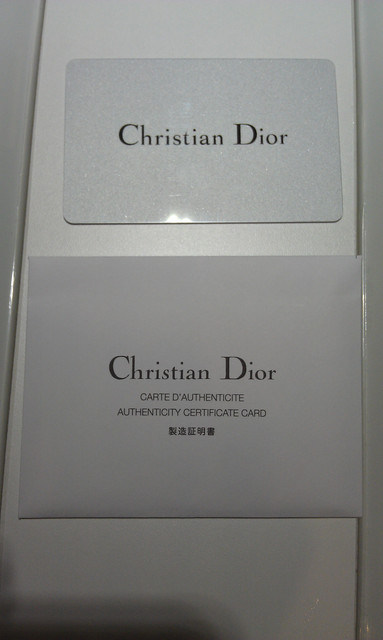 Christian Dior
Christian Dior
CARTE D'AUTHENTICITE
AUTHENTICITY CERTIFICATE CARD
製造証明書